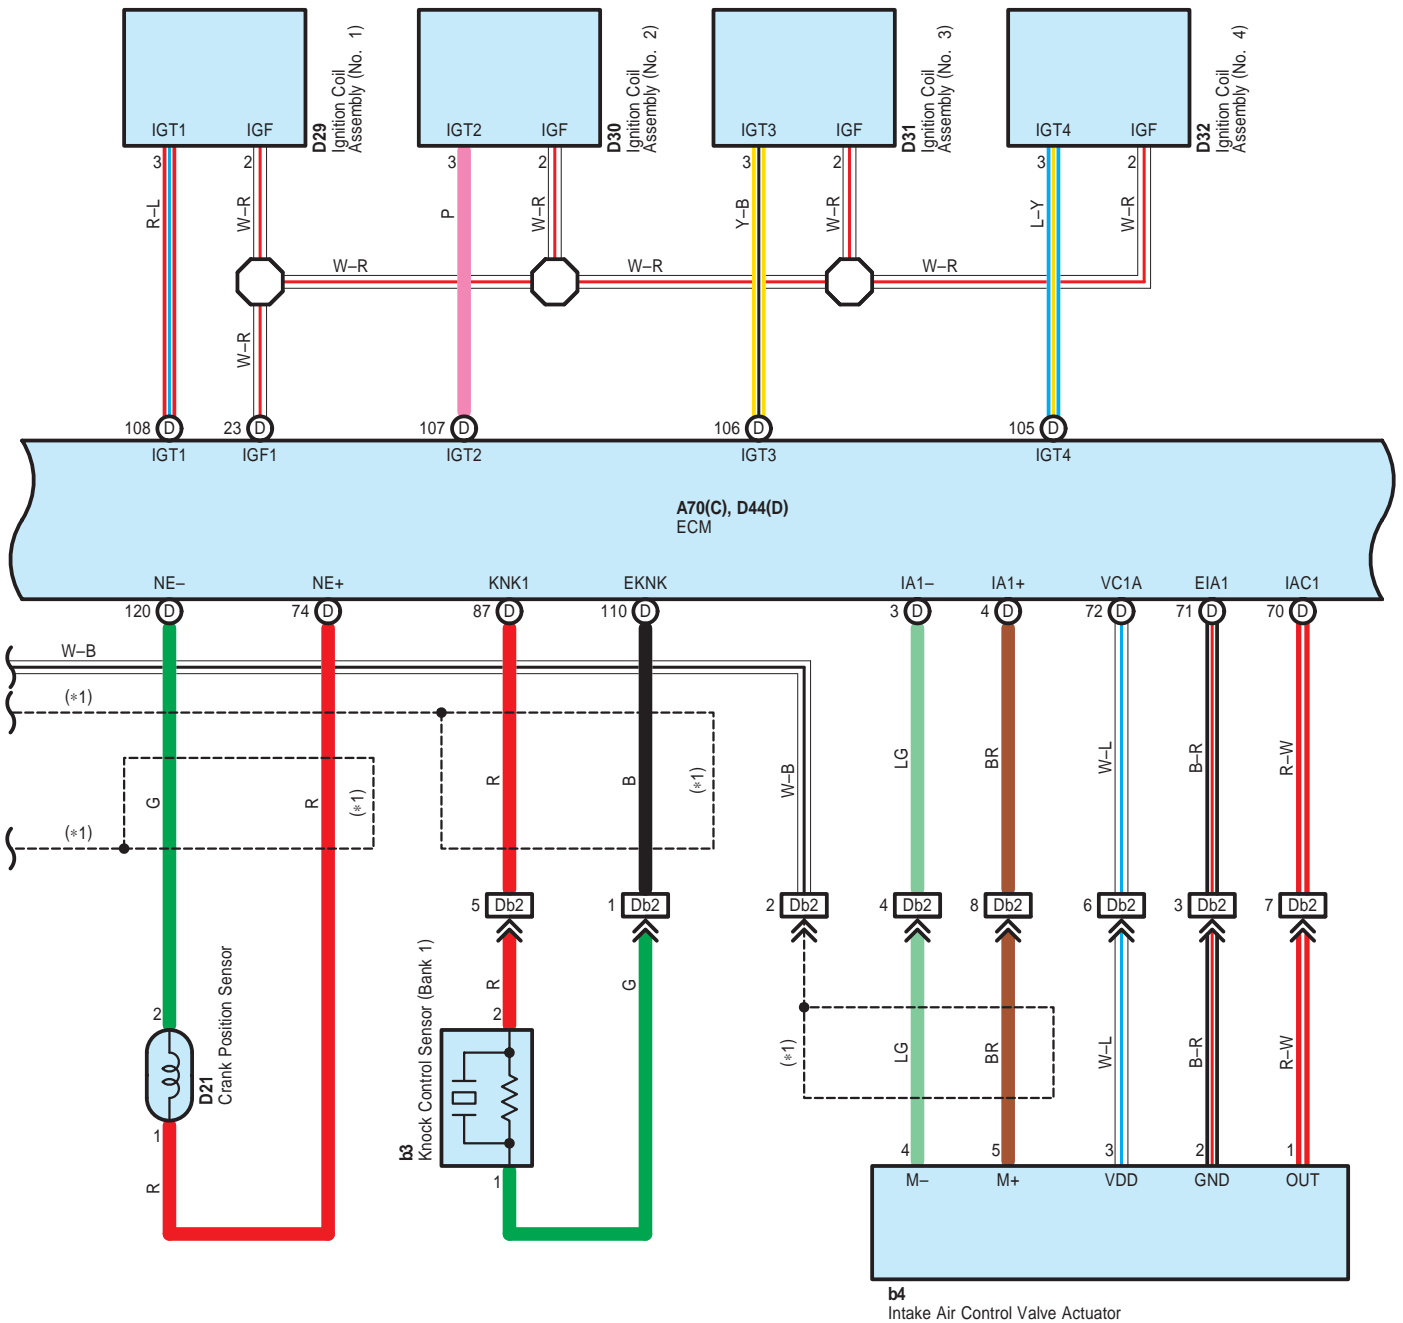 D29
Ignition Coil
Assembly (No. 1)
D30
Ignition Coil
Assembly (No. 2)
D31
Ignition Coil
Assembly (No. 3)
D32
Ignition Coil
Assembly (No. 4)
IGT1 IGF IGT2 IGF IGT3 IGF IGT4 IGF
3 2 3 2 3 2 3 2
R–L W–R P W–R Y–B W–R L–Y W–R
W–R W–R W–R
W–R
108 D 23 D 107 D 106 D 105 D
IGT1 IGF1 IGT2 IGT3 IGT4
A70(C), D44(D)
ECM
NE– NE+ KNK1 EKNK IA1– IA1+ VC1A EIA1 IAC1
120 D 74 D 87 D 110 D 3 D 4 D 72 D 71 D 70 D
W–B
(∗1)
G R (∗1) R B (∗1) W–B LG BR W–L B–R R–W
(∗1)
5 Db2 1 Db2 2 Db2 4 Db2 8 Db2 6 Db2 3 Db2 7 Db2
R G
2 2
(∗1) LG BR W–L B–R R–W
D21
Crank Position Sensor
b3
Knock Control Sensor (Bank 1)
1 1
R
4 5 3 2 1
M– M+ VDD GND OUT
b4
Intake Air Control Valve Actuator